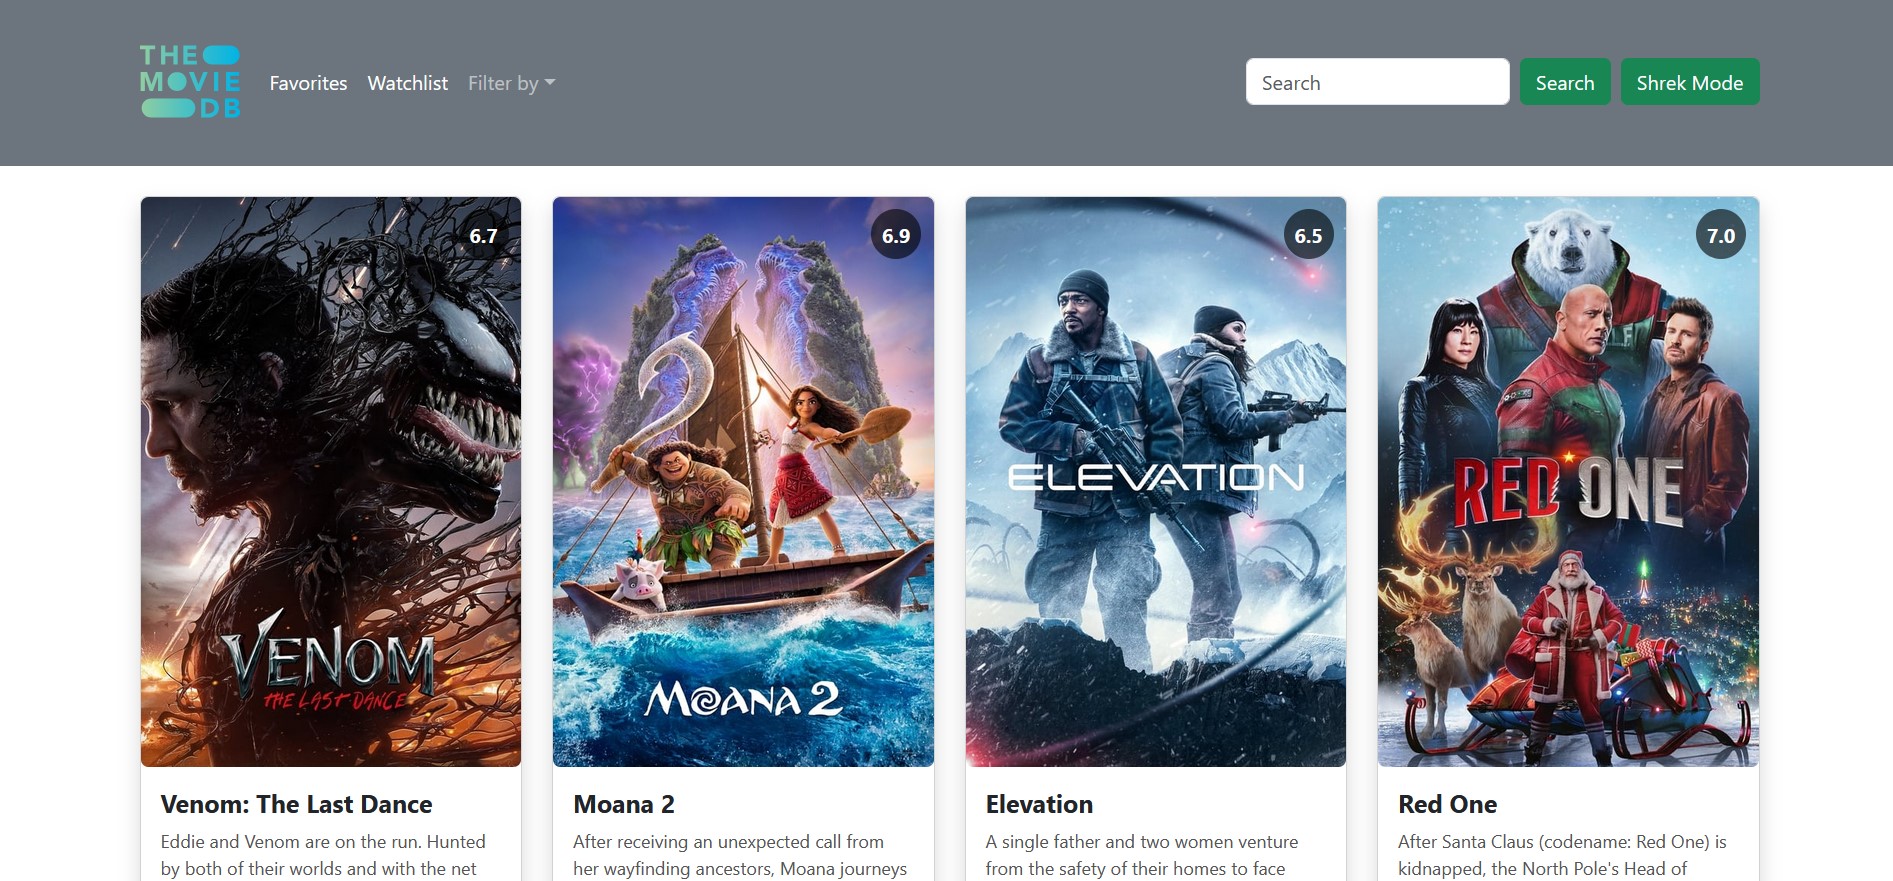 THE
MOVIE
DB
Favorites Watchlist Filter by
Search Search Shrek Mode
6.7
VENOM
THE LAST DANCE
Venom: The Last Dance
Eddie and Venom are on the run. Hunted
by both of their worlds and with the net
6.9
MOANA 2
Moana 2
After receiving an unexpected call from
her wayfinding ancestors, Moana journeys
6.5
ELEVATION
Elevation
A single father and two women venture
from the safety of their homes to face
7.0
RED ONE
Red One
After Santa Claus (codename: Red One) is
kidnapped, the North Pole's Head of